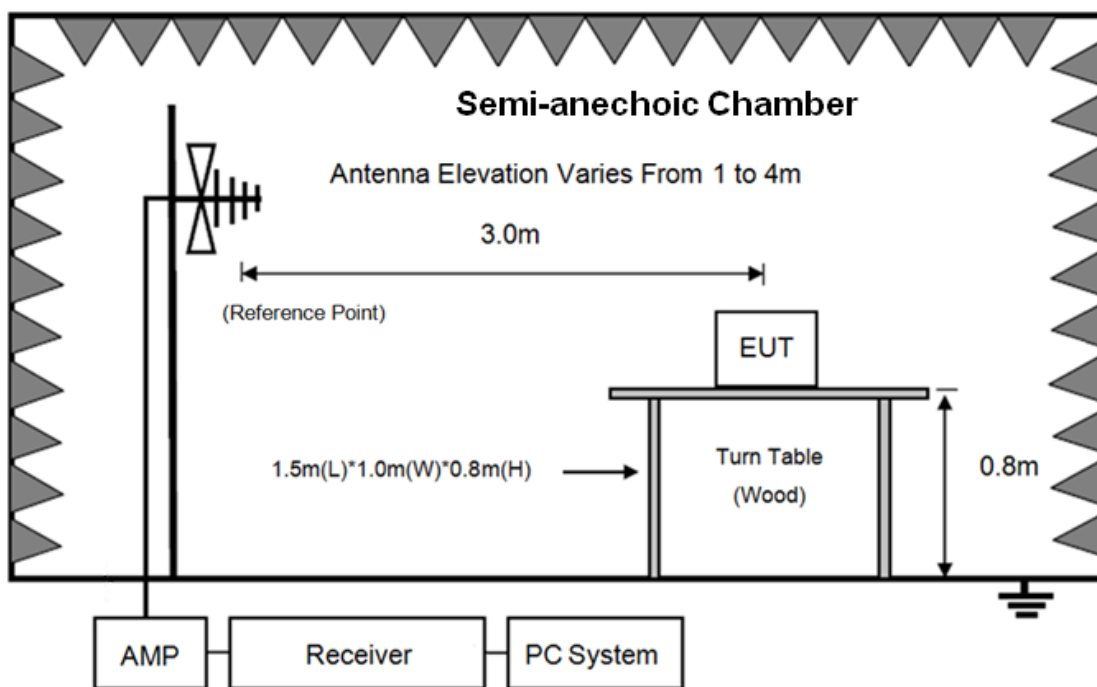 Semi-anechoic Chamber
Antenna Elevation Varies From 1 to 4m
3.0m
(Reference Point)
EUT
1.5m(L)*1.0m(W)*0.8m(H)
Turn Table
(Wood)
0.8m
AMP
Receiver
PC System